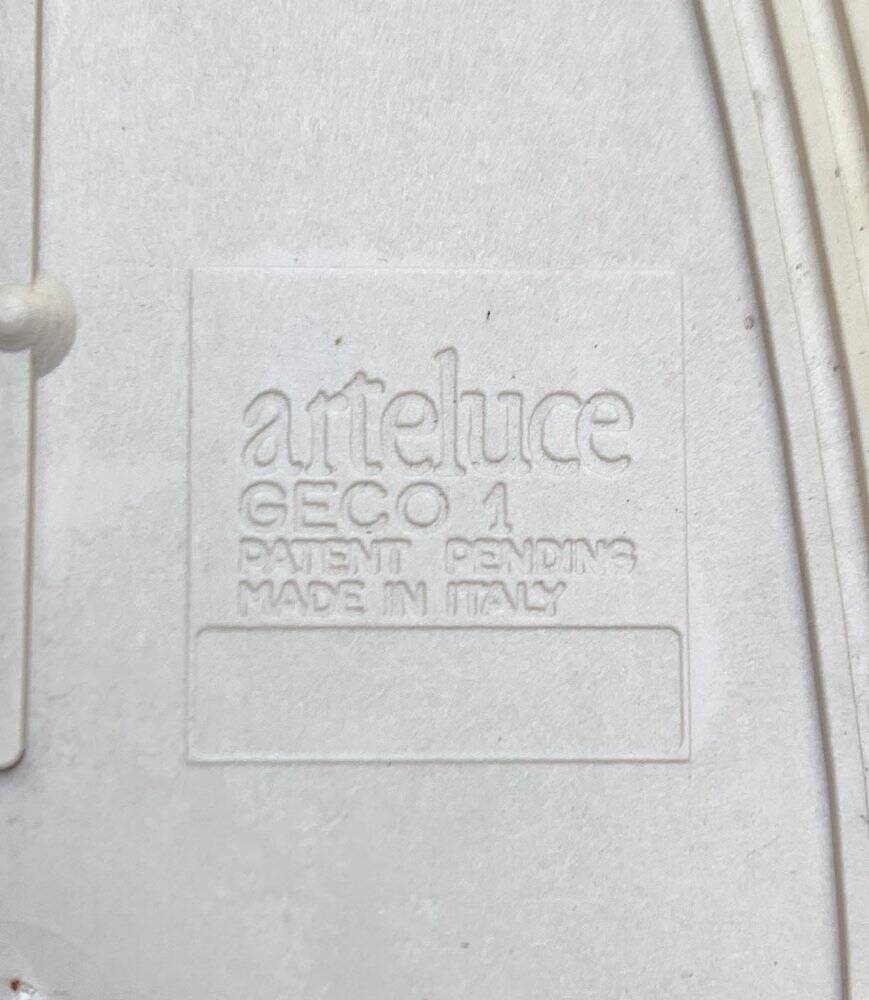 arteluce
GECO 1
PATENT PENDING
MADE IN ITALY